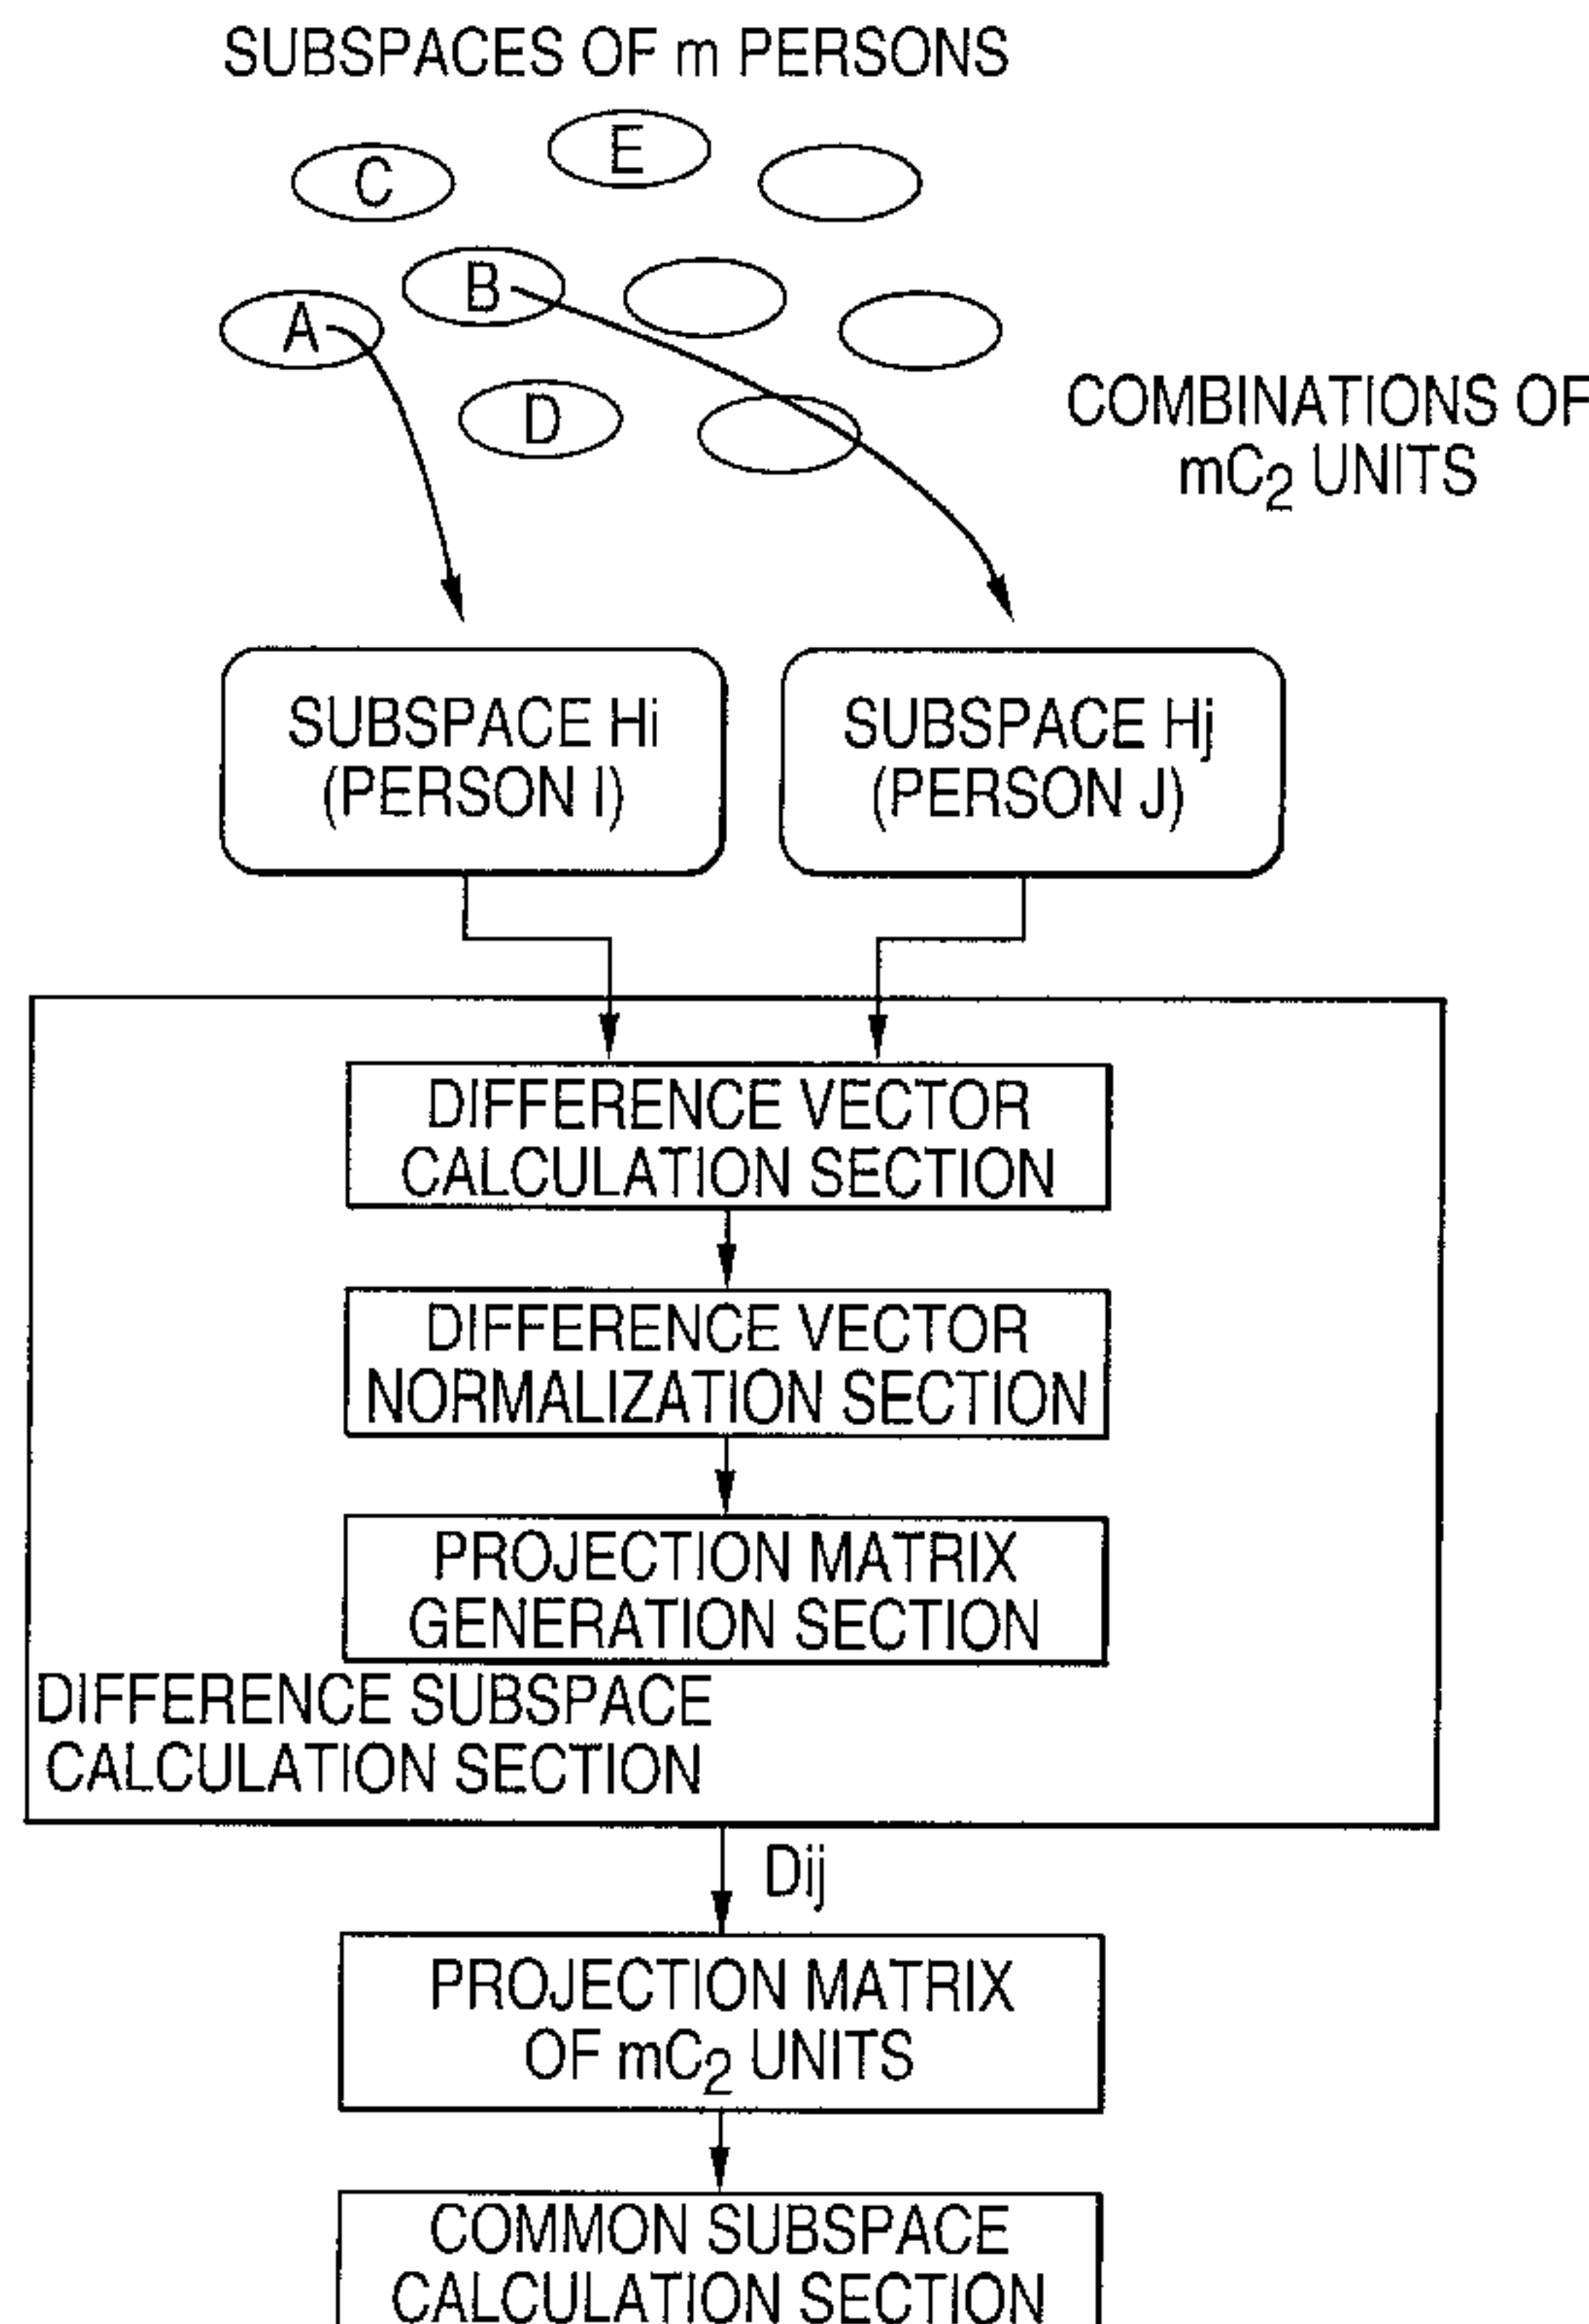 SUBSPACES OF m PERSONS
E
C
B
A
D
COMBINATIONS OF
mC2 UNITS
SUBSPACE Hi
(PERSON I)
SUBSPACE Hj
(PERSON J)
DIFFERENCE VECTOR
CALCULATION SECTION
DIFFERENCE VECTOR
NORMALIZATION SECTION
PROJECTION MATRIX
GENERATION SECTION
DIFFERENCE SUBSPACE
CALCULATION SECTION
Dij
PROJECTION MATRIX
OF mC2 UNITS
COMMON SUBSPACE
CALCULATION SECTION